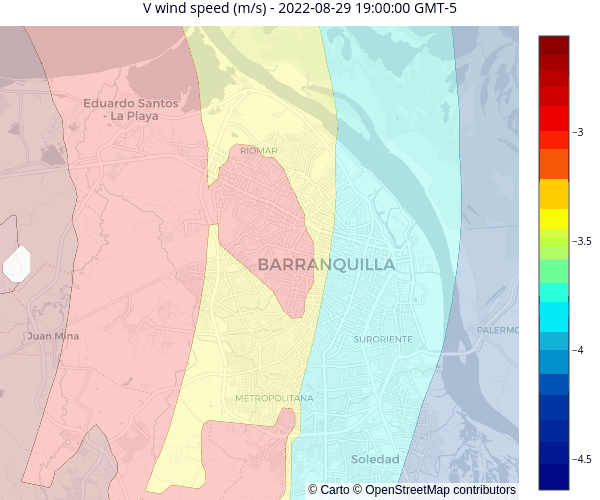 V wind speed (m/s) - 2022-08-29 19:00:00 GMT-5
Eduardo Santos
- La Playa
RIOMAR
BARRANQUILLA
Juan Mina
SURORIENTE
PALERMO
METROPOLITANA
Soledad
© Carto © OpenStreetMap contributors
−3
−3.5
−4
−4.5